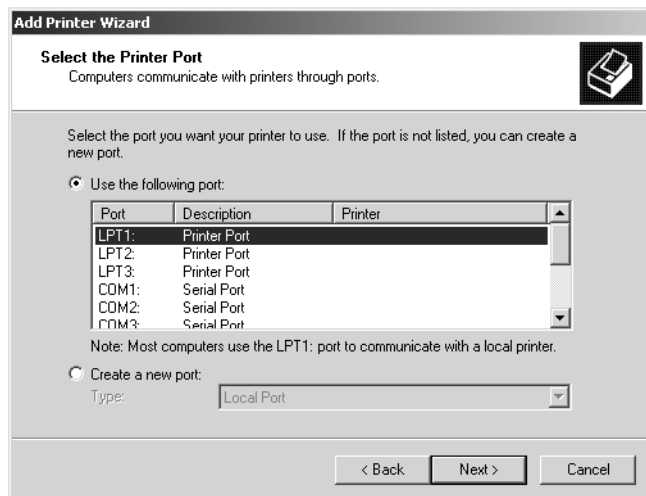 Add Printer Wizard
Select the Printer Port
Computers communicate with printers through ports.
Select the port you want your printer to use. If the port is not listed, you can create a
new port.
Use the following port:
Port Description Printer
LPT1: Printer Port
LPT2: Printer Port
LPT3: Printer Port
COM1: Serial Port
COM2: Serial Port
COM3: Serial Port
Note: Most computers use the LPT1: port to communicate with a local printer.
Create a new port:
Type: Local Port
< Back Next > Cancel